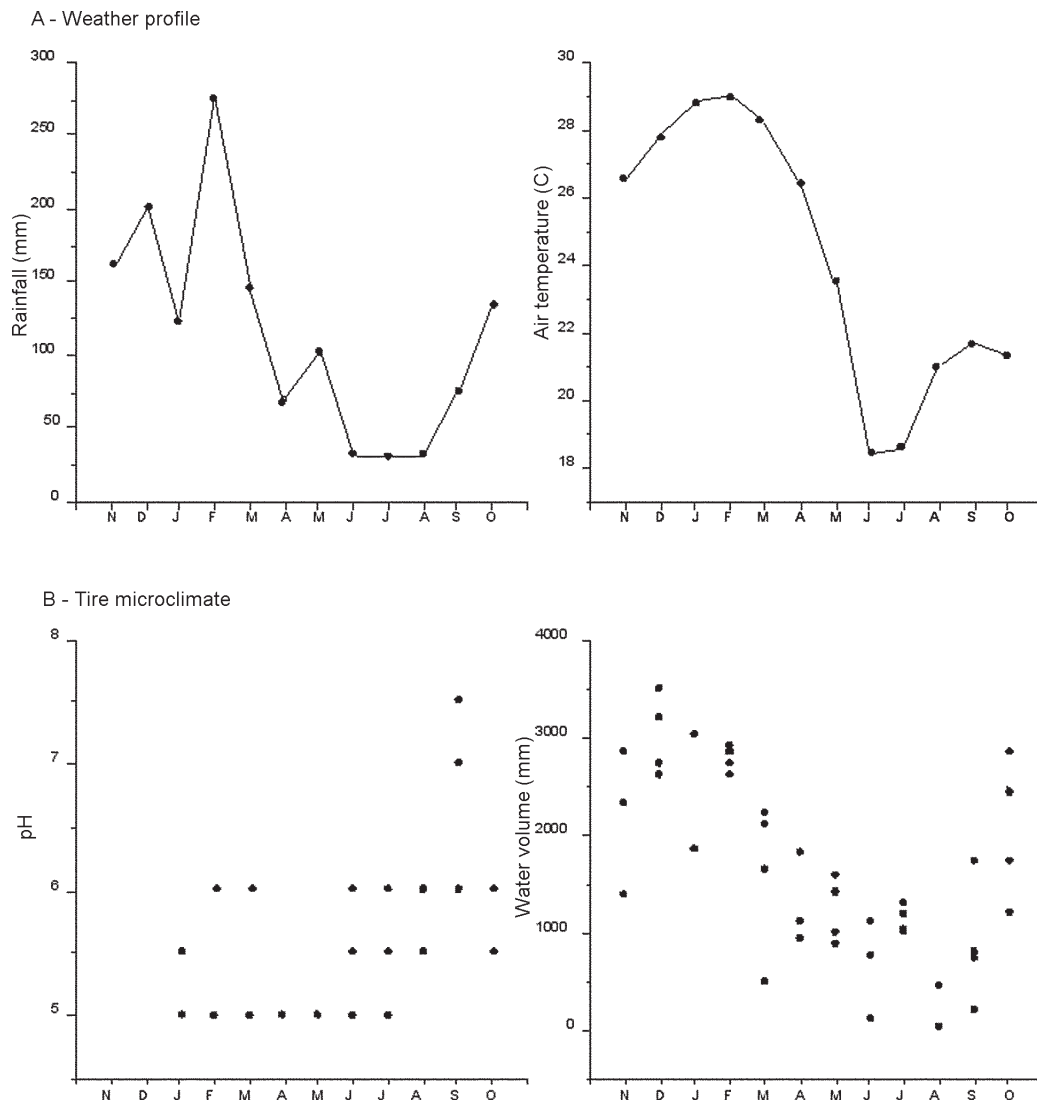 A - Weather profile
Rainfall (mm)
300
250
200
150
100
50
0
N D J F M A M J J A S O
Air temperature (C)
30
28
26
24
22
20
18
N D J F M A M J J A S O
B - Tire microclimate
pH
8
7
6
5
N D J F M A M J J A S O
Water volume (mm)
4000
3000
2000
1000
0
N D J F M A M J J A S O